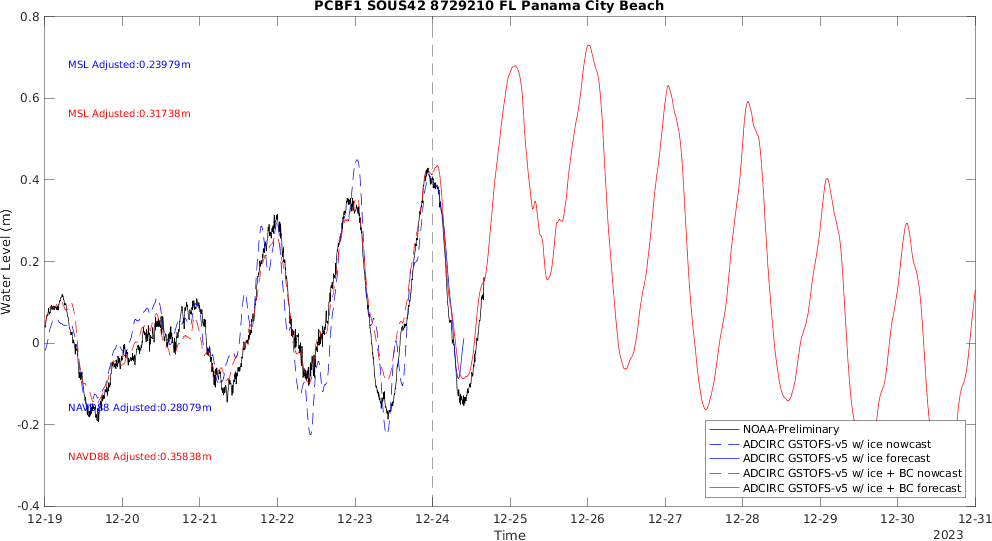 PCBF1 SOUS42 8729210 FL Panama City Beach
0.8
MSL Adjusted:0.23979m
0.6
MSL Adjusted:0.31738m
0.4
Water Level (m)
0.2
0
NAVD88 Adjusted:0.28079m
-0.2
NOAA-Preliminary
ADCIRC GSTOFS-v5 w/ ice nowcast
ADCIRC GSTOFS-v5 w/ ice forecast
ADCIRC GSTOFS-v5 w/ ice + BC nowcast
ADCIRC GSTOFS-v5 w/ ice + BC forecast
NAVD88 Adjusted:0.35838m
-0.4
12-19 12-20 12-21 12-22 12-23 12-24 12-25 12-26 12-27 12-28 12-29 12-30 12-31
Time
2023